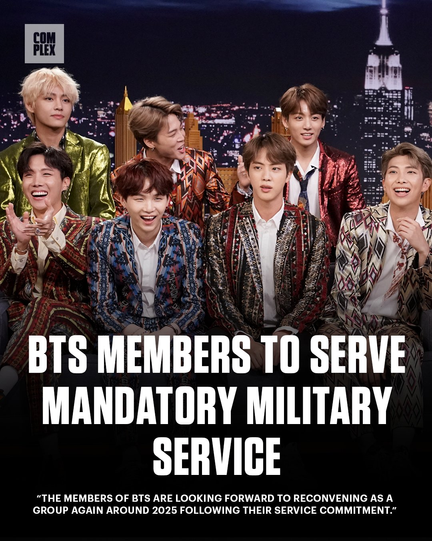 COM
PLEX
BTS MEMBERS TO SERVE
MANDATORY MILITARY
SERVICE
“THE MEMBERS OF BTS ARE LOOKING FORWARD TO RECONVENING AS A
GROUP AGAIN AROUND 2025 FOLLOWING THEIR SERVICE COMMITMENT.”